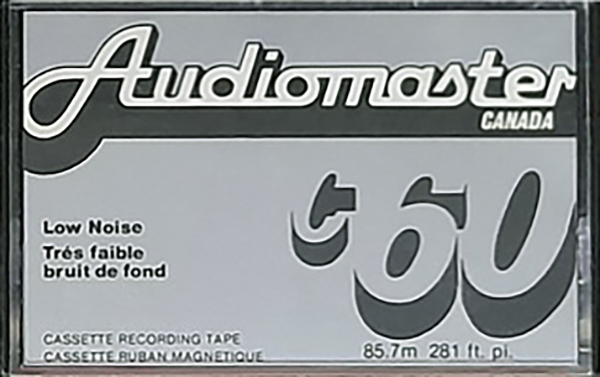 Audiomaster
CANADA
c60
Low Noise
Trés faible
bruit de fond
CASSETTE RECORDING TAPE
CASSETTE RUBAN MAGNETIQUE
85.7m 281 ft. pi.